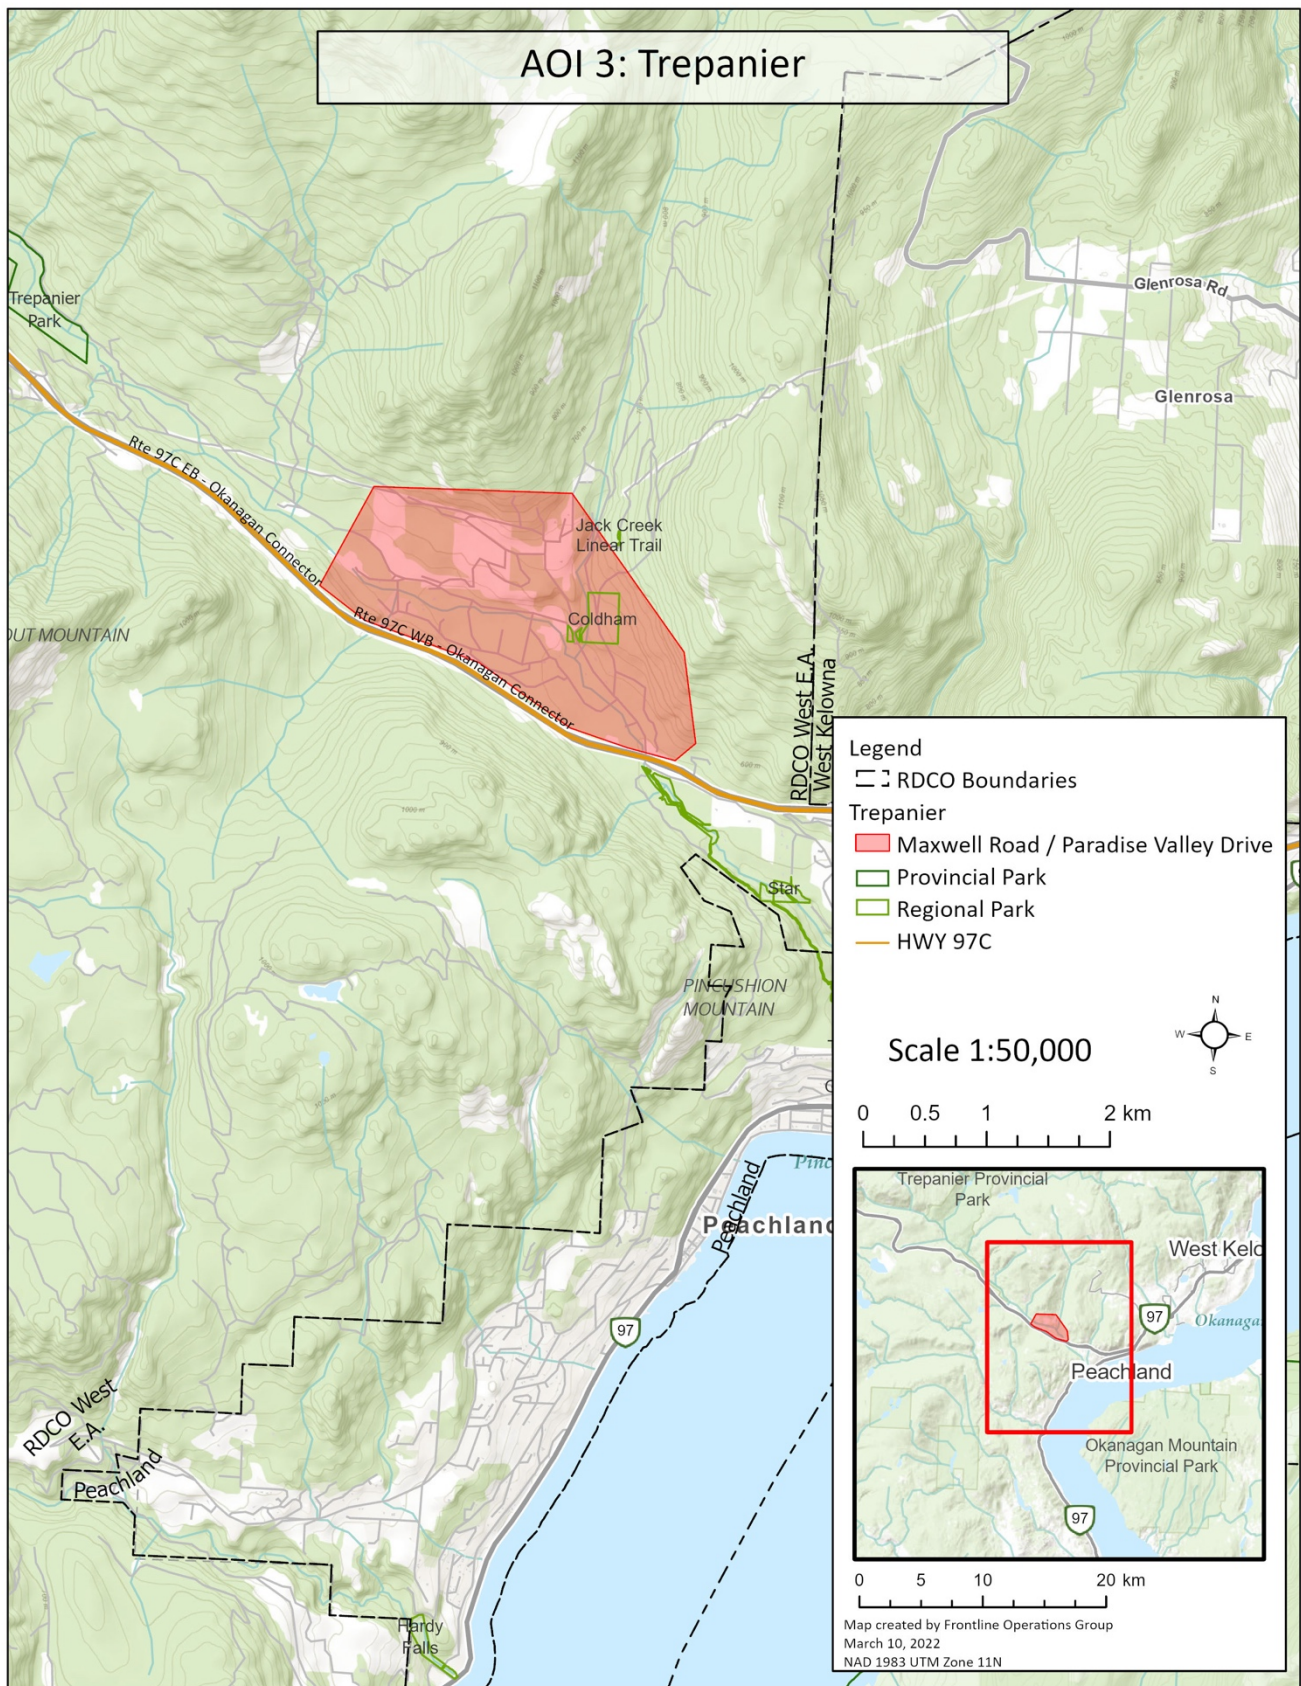 AOI 3: Trepanier
Glenrosa Rd
Trepanier
Park
Glenrosa
Rte 97C EB - Okanagan Connector
Jack Creek
Linear Trail
Coldham
Rte 97C WB - Okanagan Connector
OUT MOUNTAIN
RDCO West E.A.
West Kelowna
Star
PINCUSHION
MOUNTAIN
Pinc
Peachland
Peachland
97
RDCO West
E.A.
Peachland
Hardy
Falls
Legend
RDCO Boundaries
Trepanier
Maxwell Road / Paradise Valley Drive
Provincial Park
Regional Park
HWY 97C
N
W
E
S
Scale 1:50,000
0 0.5 1 2 km
Trepanier Provincial
Park
West Kelo
97
Okanaga
Peachland
Okanagan Mountain
Provincial Park
97
0 5 10 20 km
Map created by Frontline Operations Group
March 10, 2022
NAD 1983 UTM Zone 11N